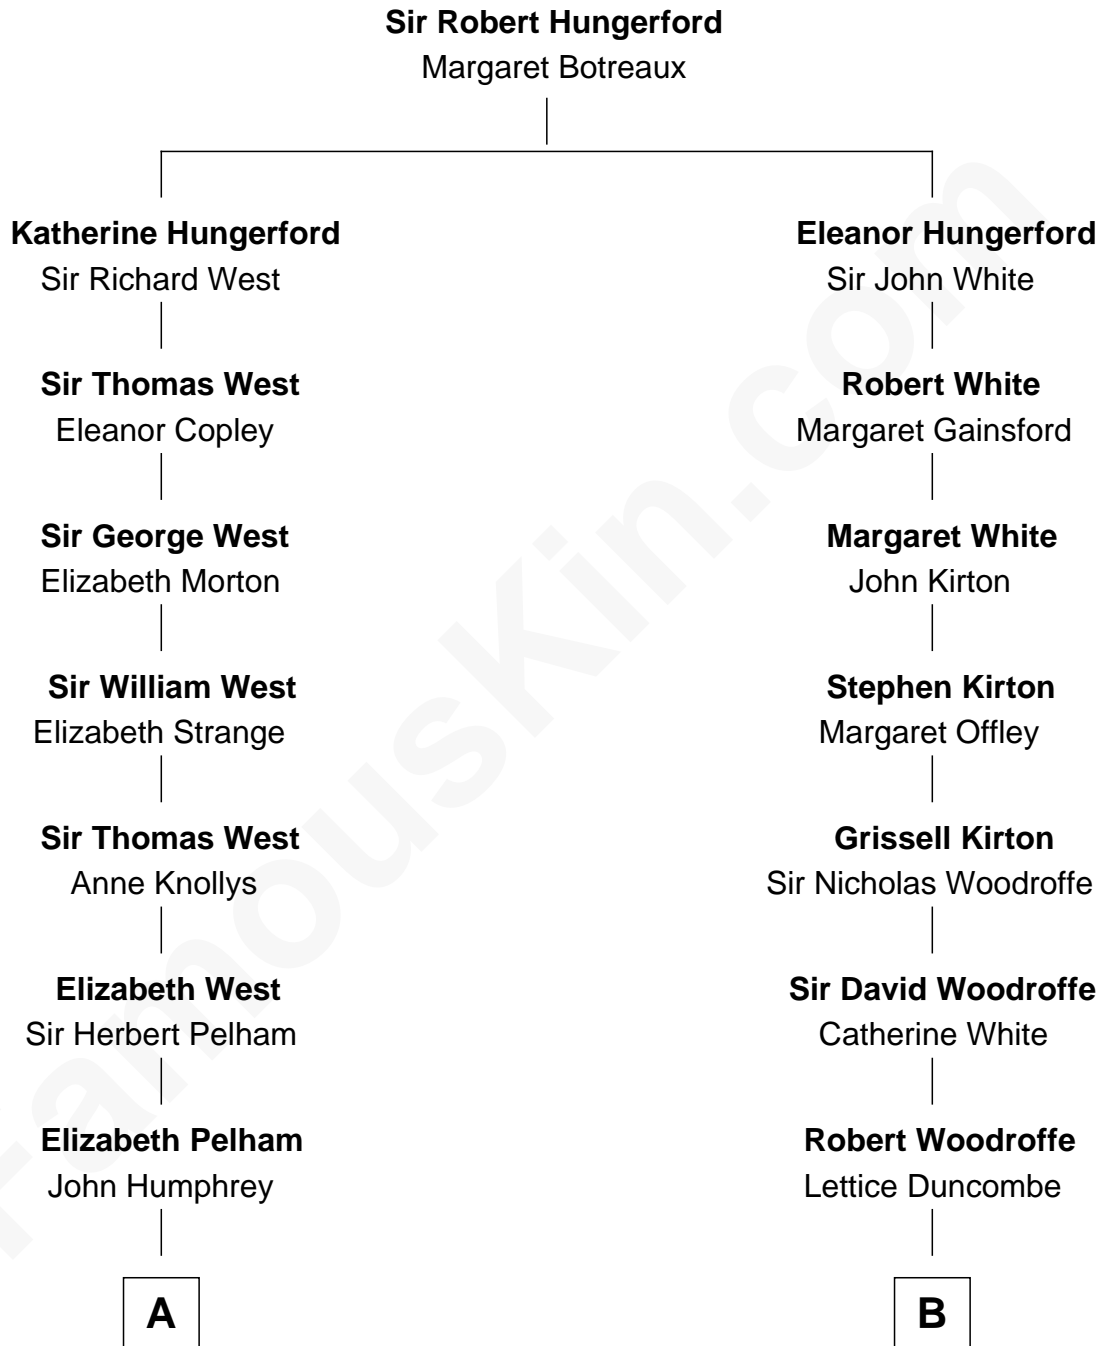 Sir Robert Hungerford
Margaret Botreaux
Katherine Hungerford
Sir Richard West
Eleanor Hungerford
Sir John White
Sir Thomas West
Eleanor Copley
Robert White
Margaret Gainsford
Sir George West
Elizabeth Morton
Margaret White
John Kirton
Sir William West
Elizabeth Strange
Stephen Kirton
Margaret Offley
Sir Thomas West
Anne Knollys
Grissell Kirton
Sir Nicholas Woodroffe
Elizabeth West
Sir Herbert Pelham
Sir David Woodroffe
Catherine White
Elizabeth Pelham
John Humphrey
Robert Woodroffe
Lettice Duncombe
A
B
FamousKin.com